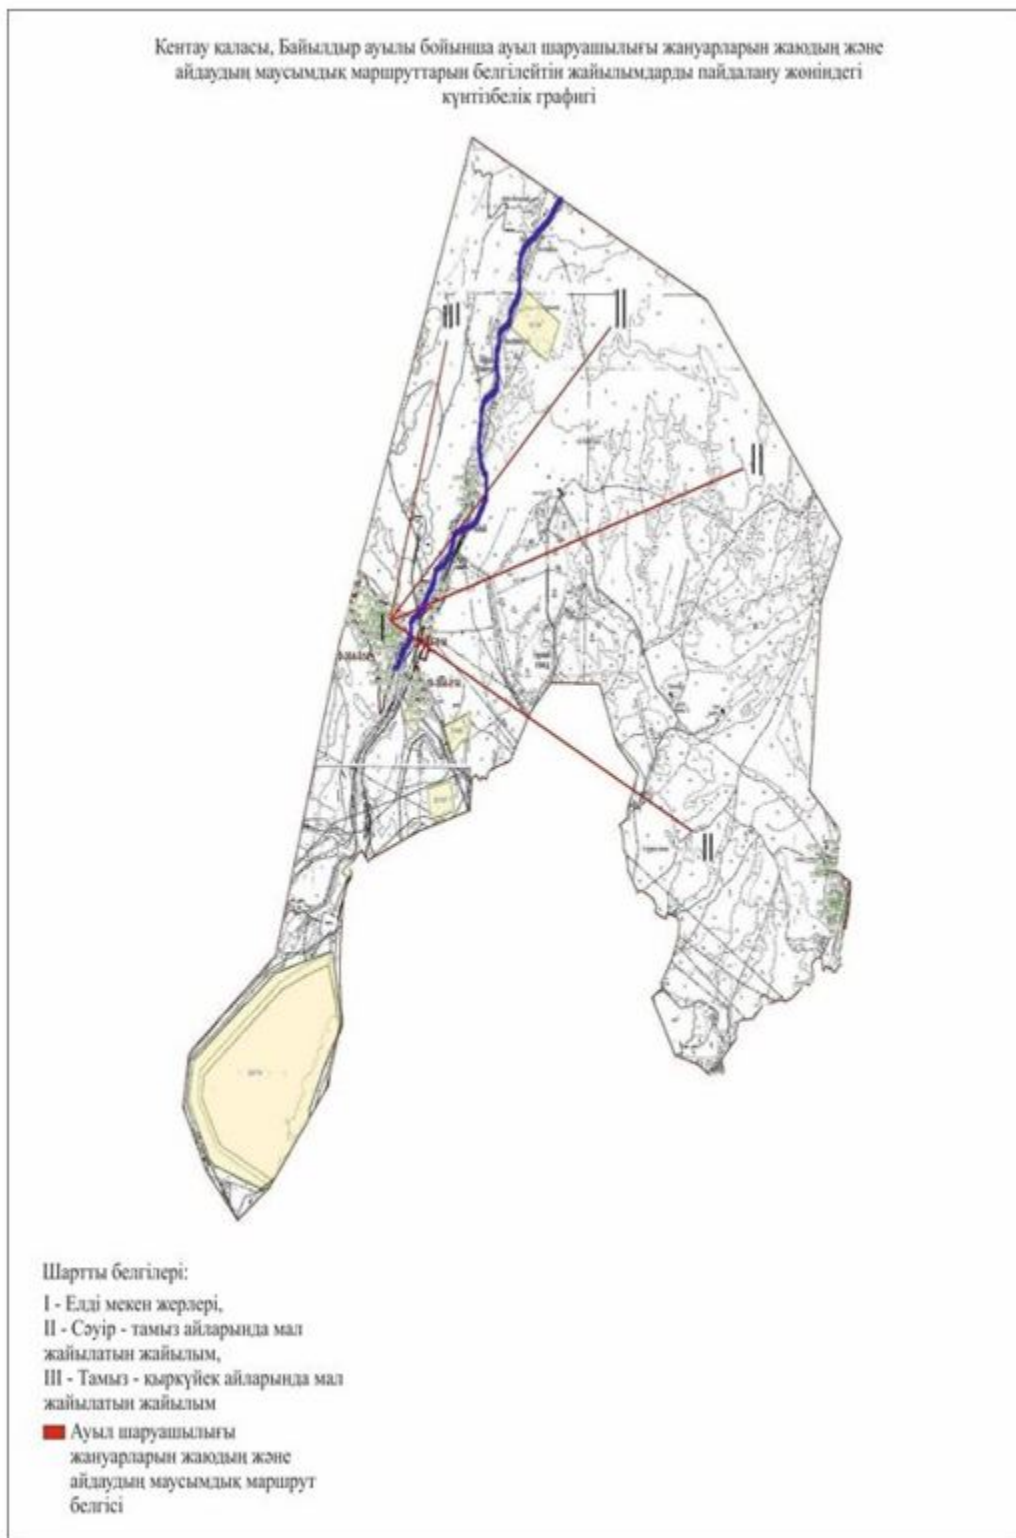 Кентау қаласы, Байылдыр ауылы бойынша ауыл шаруашылығы жануарларын жаюдың және
айдаудың маусымдық маршруттарын белгілейтін жайылымдарды пайдалану жөніндегі
күнтізбелік графигі
III
II
II
I
II
Шартты белгілері:
I - Елді мекен жерлері,
II - Сәуір - тамыз айларында мал
жайылатын жайылым,
III - Тамыз - қыркүйек айларында мал
жайылатын жайылым
Ауыл шаруашылығы
жануарларын жаюдың және
айдаудың маусымдық маршрут
белгісі